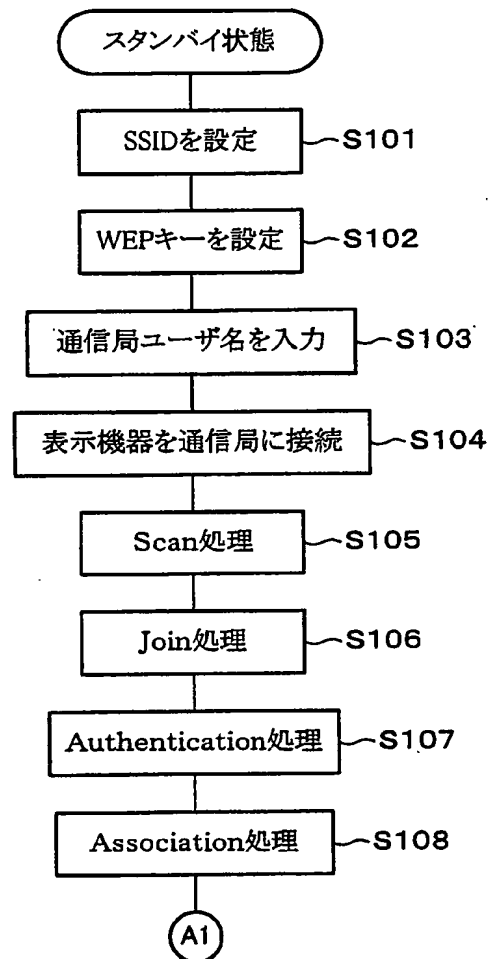 スタンバイ状態
SSIDを設定 S101
WEPキーを設定 S102
通信局ユーザ名を入力 S103
表示機器を通信局に接続 S104
Scan処理 S105
Join処理 S106
Authentication処理 S107
Association処理 S108
A1